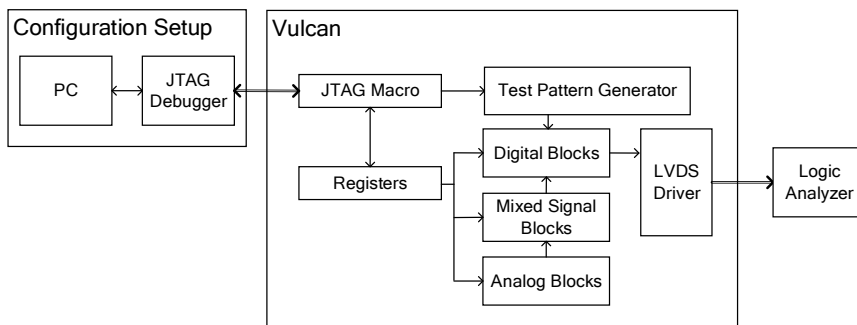 Configuration Setup
PC
JTAG
Debugger
Vulcan
JTAG Macro
Test Pattern Generator
Registers
Digital Blocks
Mixed Signal
Blocks
Analog Blocks
LVDS
Driver
Logic
Analyzer